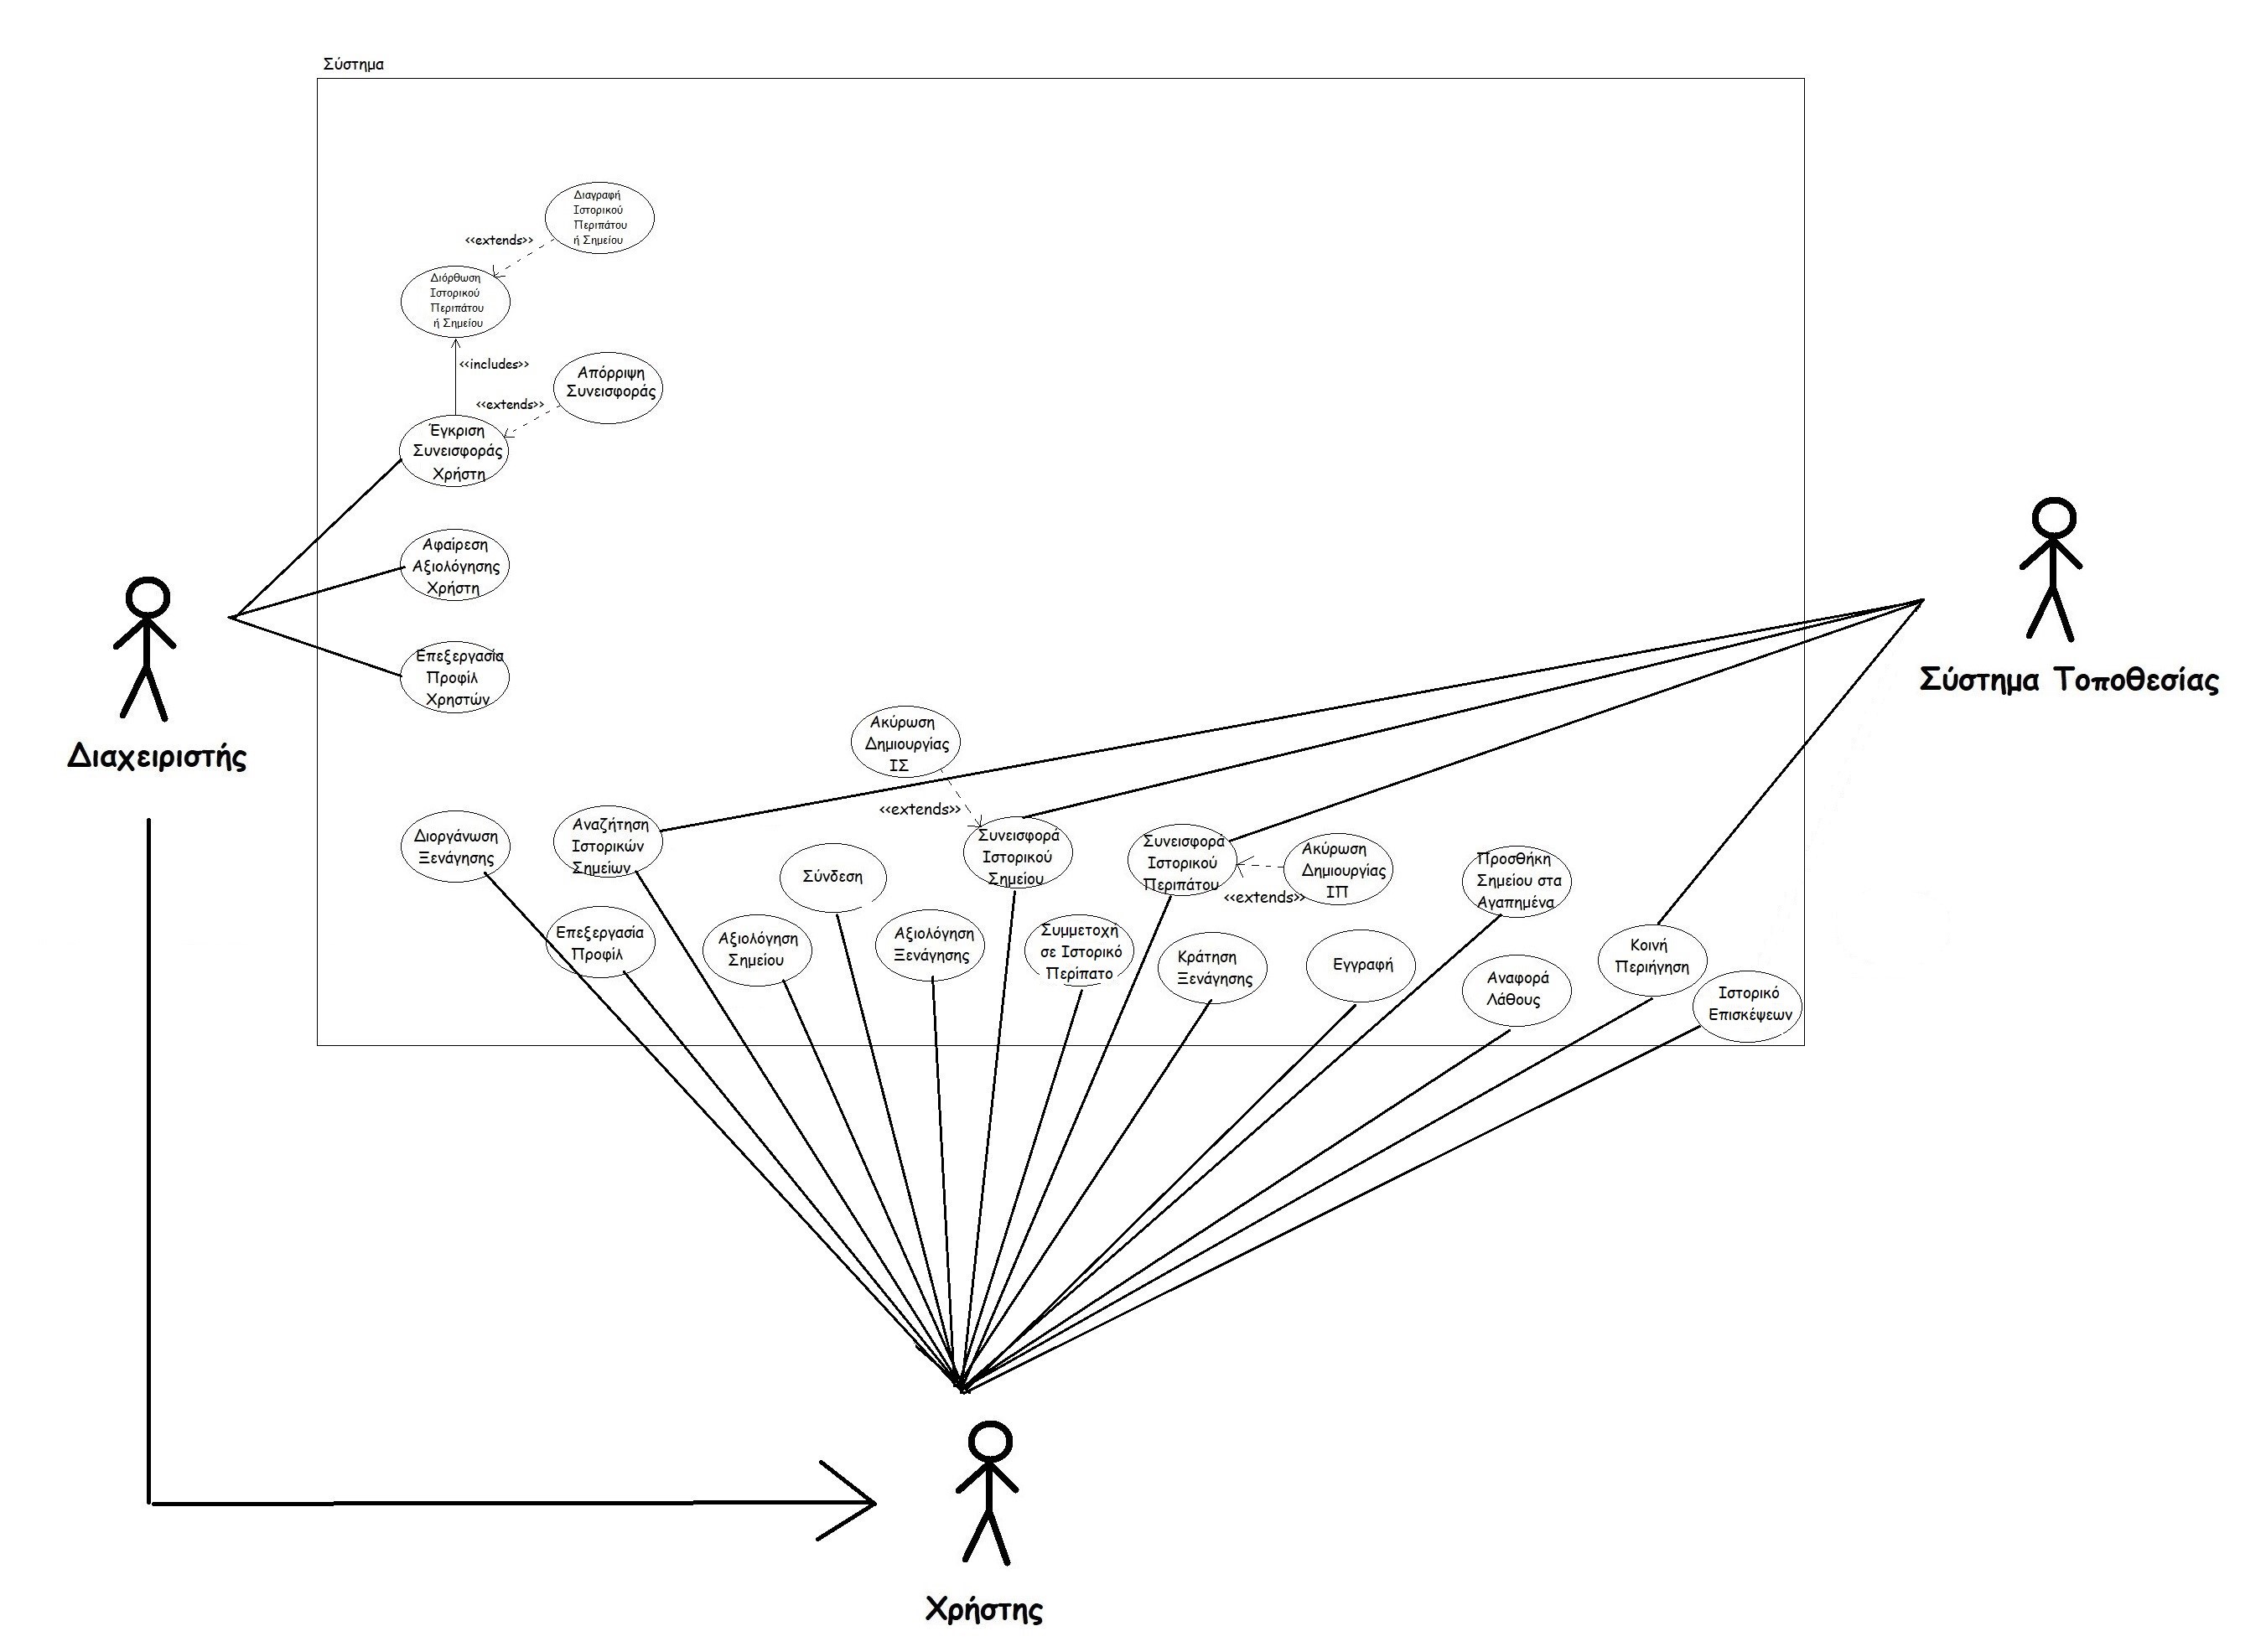 Σύστημα
Διαγραφή
Ιστορικού
Περιπάτου
ή Σημείου
<<extends>>
Διόρθωση
Ιστορικού
Περιπάτου
ή Σημείου
<<includes>>
Απόρριψη
Συνεισφοράς
<<extends>>
Έγκριση
Συνεισφοράς
Χρήστη
Αφαίρεση
Αξιολόγησης
Χρήστη
Επεξεργασία
Προφίλ
Χρηστών
Διαχειριστής
Σύστημα Τοποθεσίας
Ακύρωση
Δημιουργίας
ΙΣ
<<extends>>
Διοργάνωση
Ξενάγησης
Αναζήτηση
Ιστορικών
Σημείων
Σύνδεση
Συνεισφορά
Ιστορικού
Σημείου
Συνεισφορά
Ιστορικού
Περιπάτου
Ακύρωση
Δημιουργίας
ΙΠ
<<extends>>
Προσθήκη
Σημείου στα
Αγαπημένα
Επεξεργασία
Προφίλ
Αξιολόγηση
Σημείου
Αξιολόγηση
Ξενάγησης
Συμμετοχή
σε Ιστορικό
Περίπατο
Κράτηση
Ξενάγησης
Εγγραφή
Αναφορά
Λάθους
Κοινή
Περιήγηση
Ιστορικό
Επισκέψεων
Χρήστης